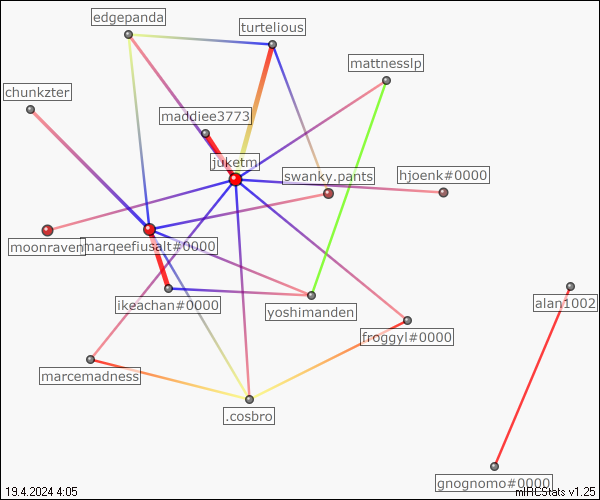 edgepanda
turtelious
mattnesslp
chunkzter
maddiee3773
juketm
swanky.pants
hjoenk#0000
moonraven
marqeefiusalt#0000
ikeachan#0000
yoshimanden
alan1002
froggyl#0000
marcemadness
.cosbro
gnognomo#0000
19.4.2024 4:05
mIRCStats v1.25